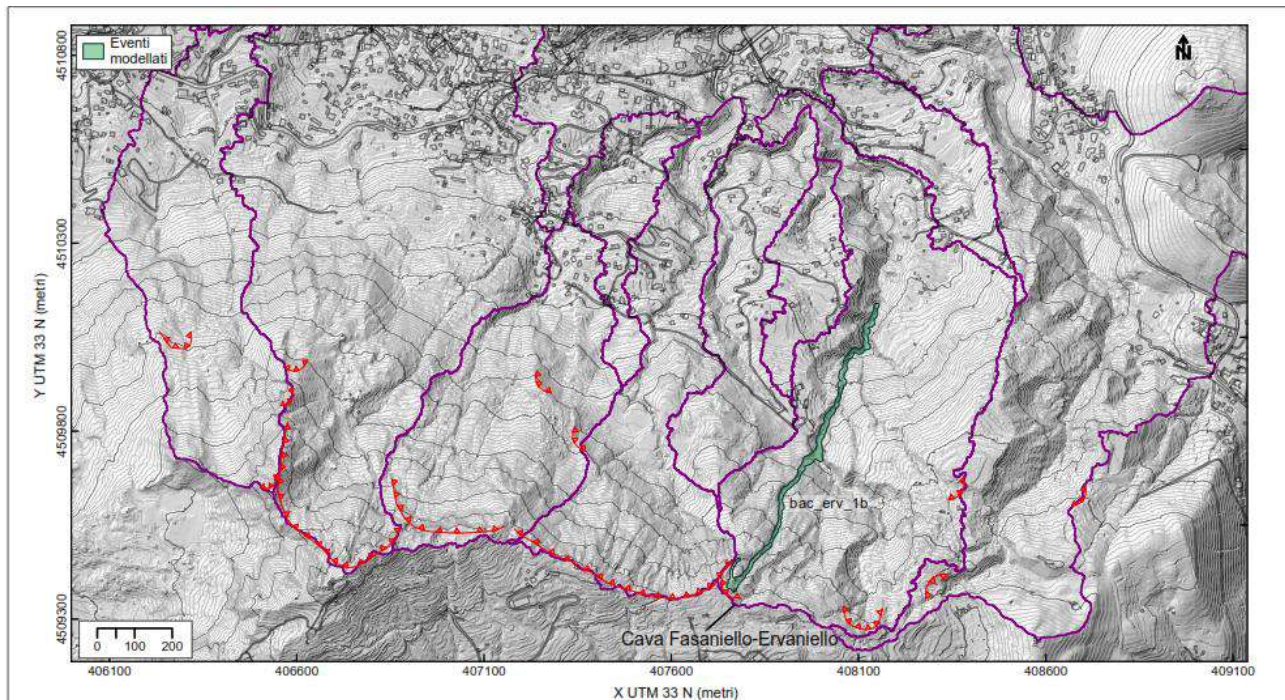 Eventi
modellati
N
4510800
4510300
4509800
4509300
Y UTM 33 N (metri)
bac_erv_1b
Cava Fasaniello-Ervaniello
0 100 200
406100 406600 407100 407600 408100 408600 409100
X UTM 33 N (metri)